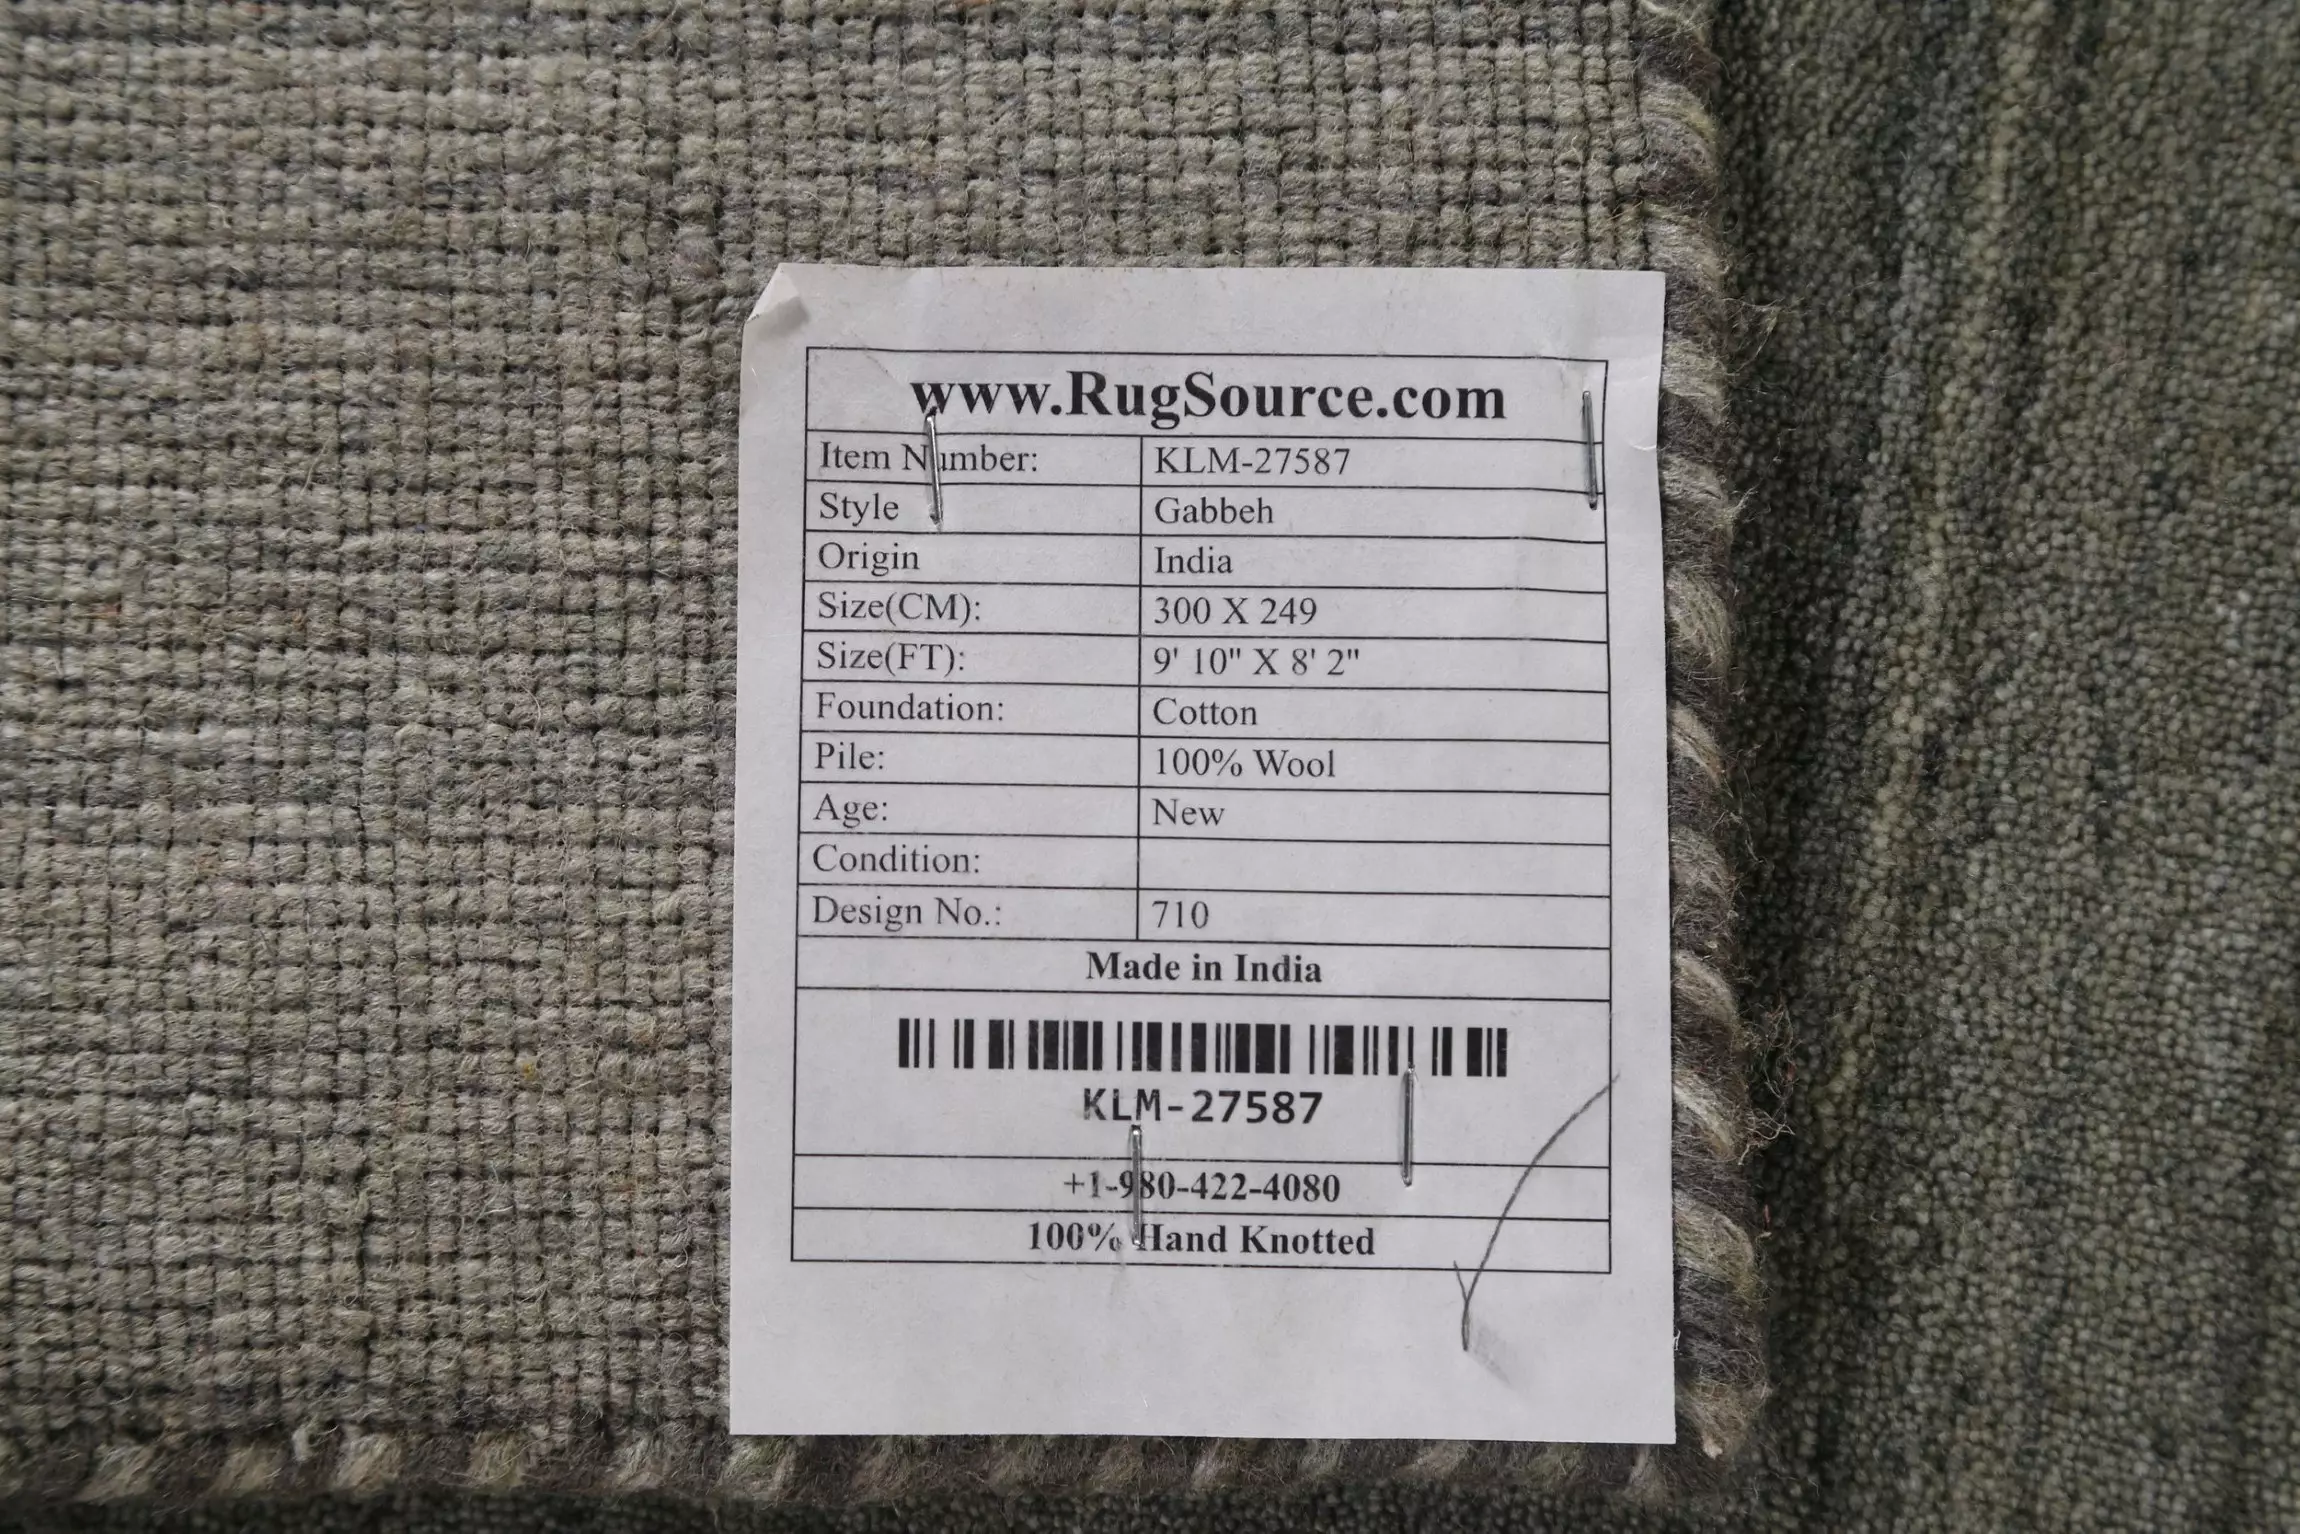 www.RugSource.com
Item Number: KLM-27587
Style Gabbeh
Origin India
Size(CM): 300 X 249
Size(FT): 9' 10" X 8' 2"
Foundation: Cotton
Pile: 100% Wool
Age: New
Condition:
Design No.: 710
Made in India
KLM-27587
+1-980-422-4080
100% Hand Knotted